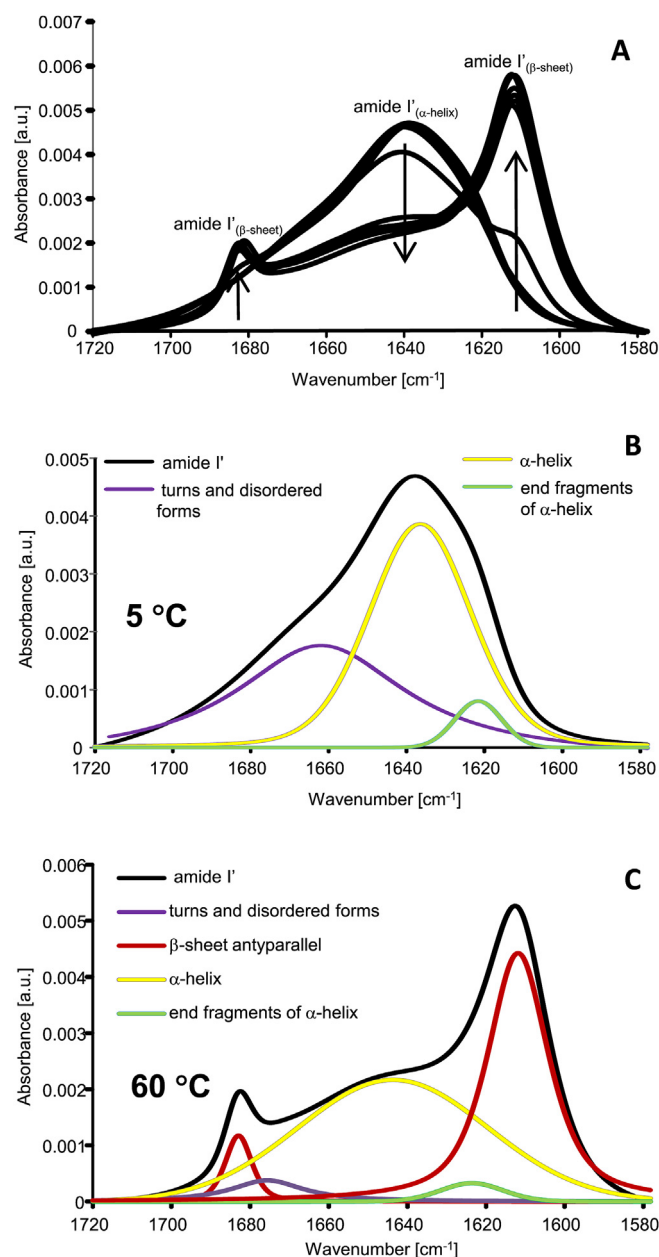 A
0.007
0.006
0.005
0.004
0.003
0.002
0.001
0
Absorbance [a.u.]
amide I'(β-sheet)
amide I'(α-helix)
amide I'(β-sheet)
1720 1700 1680 1660 1640 1620 1600 1580
Wavenumber [cm-1]
B
0.005
0.004
0.003
0.002
0.001
0
Absorbance [a.u.]
amide I'
turns and disordered
forms
α-helix
end fragments
of α-helix
5 °C
1720 1700 1680 1660 1640 1620 1600 1580
Wavenumber [cm-1]
C
0.006
0.005
0.004
0.003
0.002
0.001
0
Absorbance [a.u.]
amide I'
turns and disordered forms
β-sheet antyparallel
α-helix
end fragments of α-helix
60 °C
1720 1700 1680 1660 1640 1620 1600 1580
Wavenumber [cm-1]